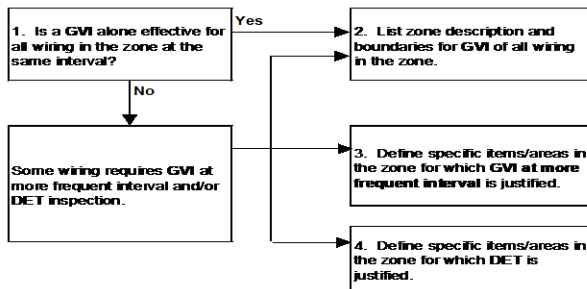 1. Is a GVI alone effective for
all wiring in the zone at the
same interval?
Yes
2. List zone description and
boundaries for GVI of all wiring
in the zone.
No
Some wiring requires GVI at
more frequent interval and/or
DET inspection.
3. Define specific items/areas in
the zone for which GVI at more
frequent interval is justified.
4. Define specific items/areas in
the zone for which DET is
justified.